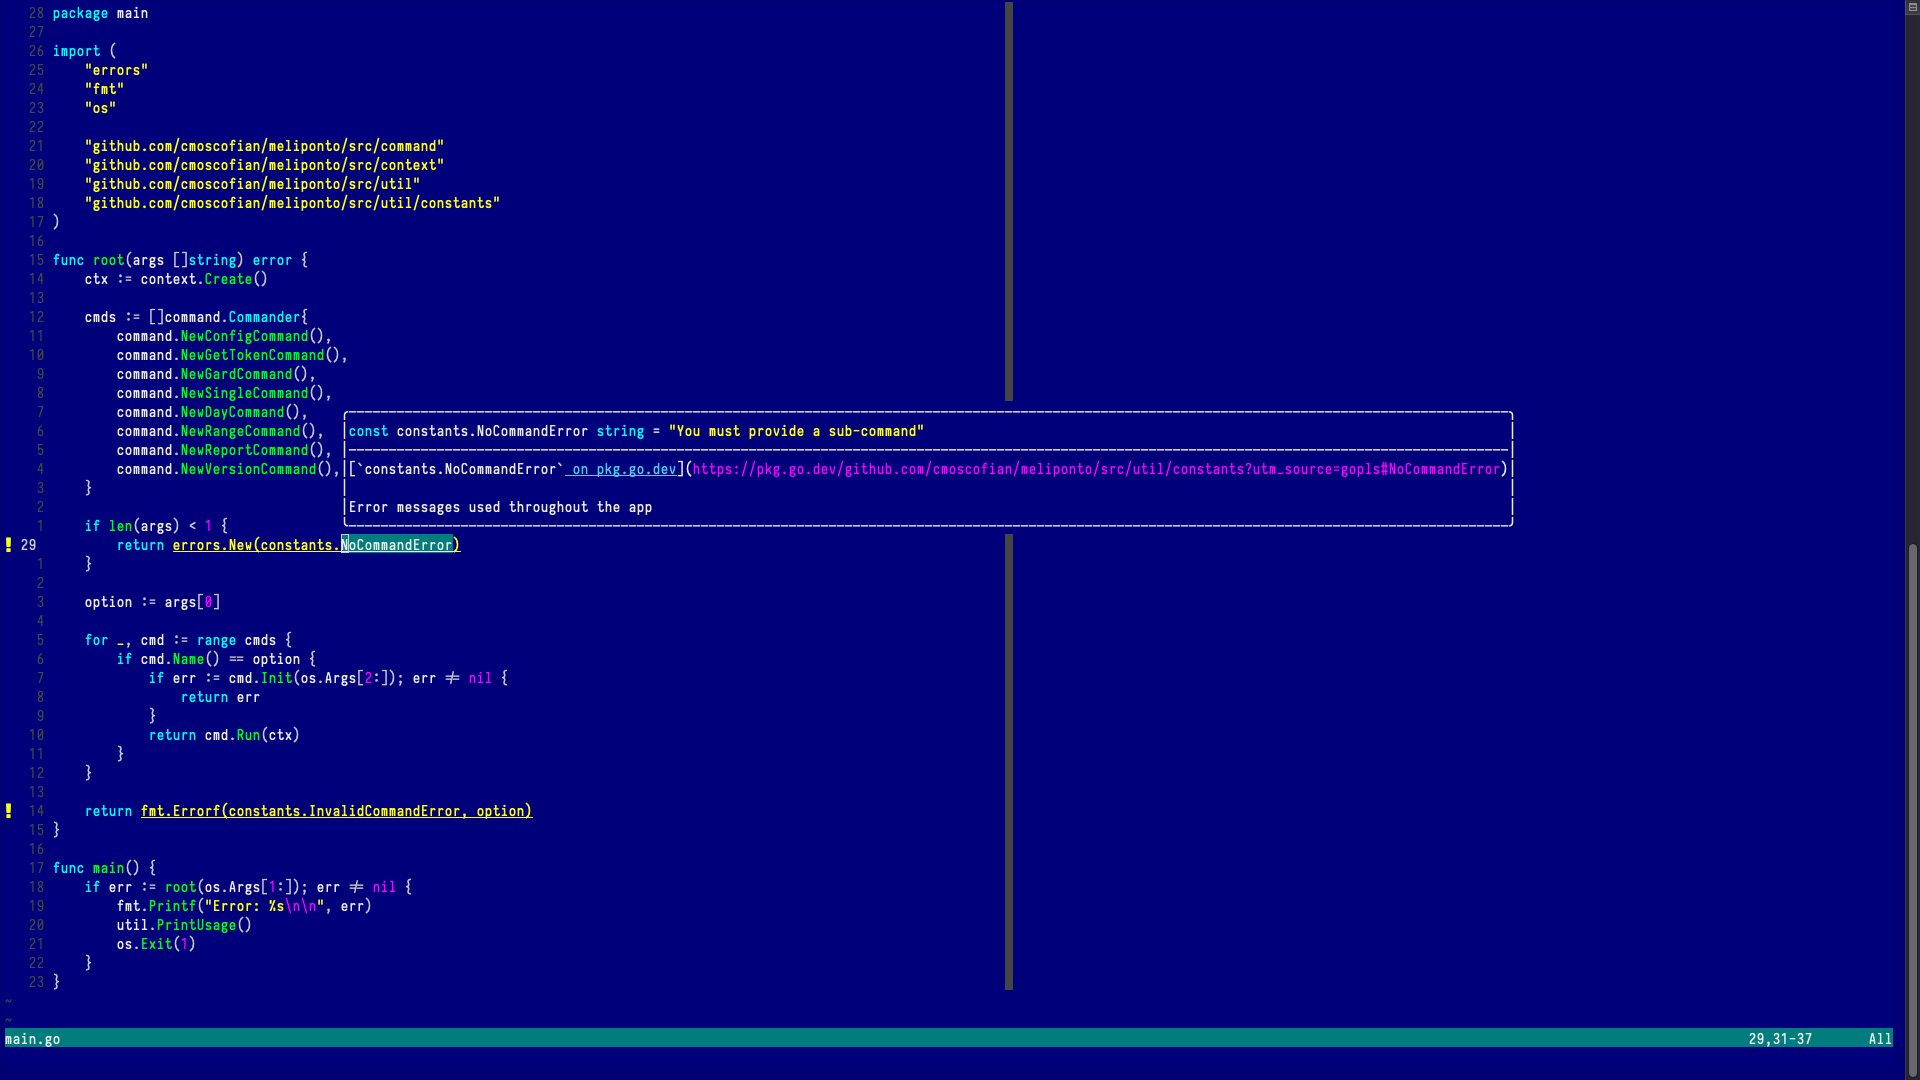 28 package main
27
26 import (
25     "errors"
24     "fmt"
23     "os"
22
21     "github.com/cmoscofian/meliponto/src/command"
20     "github.com/cmoscofian/meliponto/src/context"
19     "github.com/cmoscofian/meliponto/src/util"
18     "github.com/cmoscofian/meliponto/src/util/constants"
17 )
16
15 func root(args []string) error {
14     ctx := context.Create()
13
12     cmds := []command.Commander{
11         command.NewConfigCommand(),
10         command.NewGetTokenCommand(),
9         command.NewGardCommand(),
8         command.NewSingleCommand(),
7         command.NewDayCommand(),
6         command.NewRangeCommand(), const constants.NoCommandError string = "You must provide a sub-command"
5         command.NewReportCommand(),
4         command.NewVersionCommand(), [`constants.NoCommandError` on pkg.go.dev](https://pkg.go.dev/github.com/cmoscofian/meliponto/src/util/constants?utm_source=gopls#NoCommandError)
3     }
2 Error messages used throughout the app
1     if len(args) < 1 {
! 29         return errors.New(constants.NoCommandError)
1     }
2
3     option := args[0]
4
5     for _, cmd := range cmds {
6         if cmd.Name() == option {
7             if err := cmd.Init(os.Args[2:]); err != nil {
8                 return err
9             }
10             return cmd.Run(ctx)
11         }
12     }
13
! 14     return fmt.Errorf(constants.InvalidCommandError, option)
15 }
16
17 func main() {
18     if err := root(os.Args[1:]); err != nil {
19         fmt.Printf("Error: %s\n\n", err)
20         util.PrintUsage()
21         os.Exit(1)
22     }
23 }
~
~
main.go 29,31-37 All